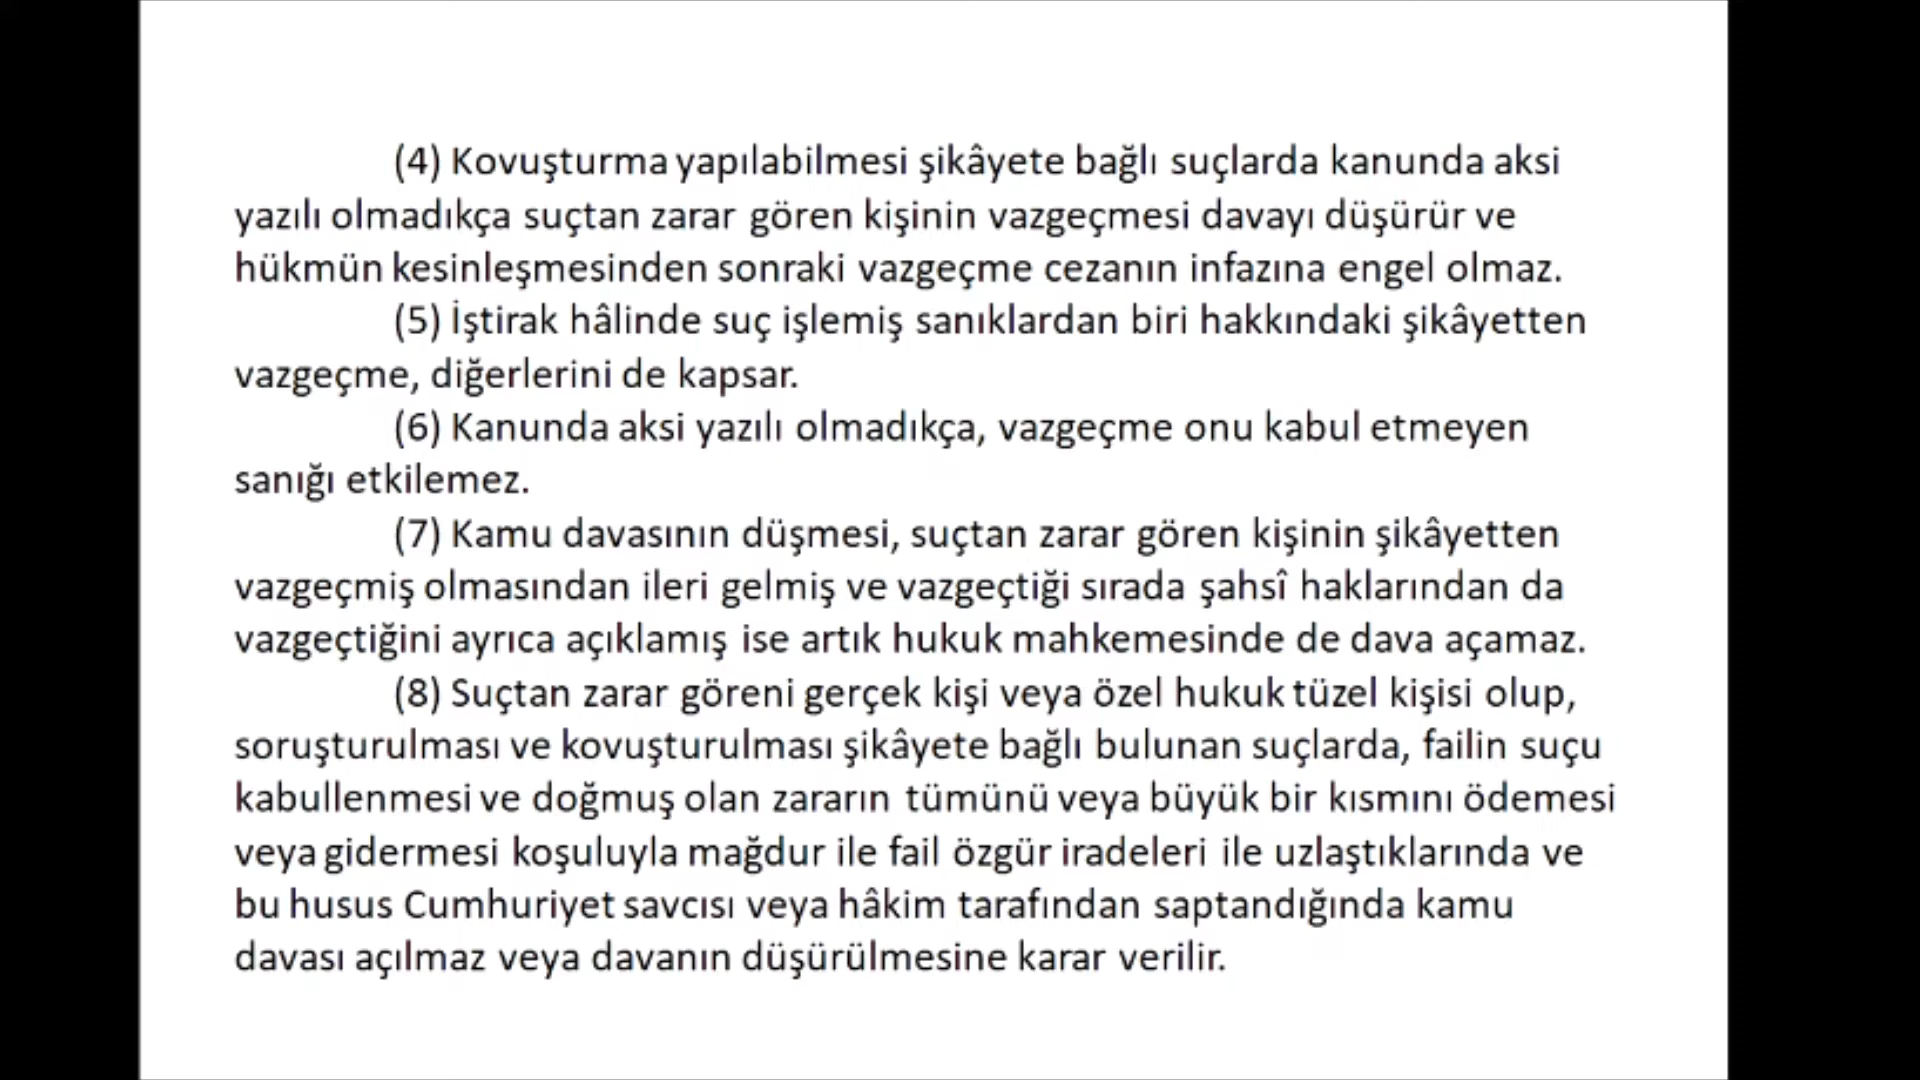 (4) Kovuşturma yapılabilmesi şikâyete bağlı suçlarda kanunda aksi
yazılı olmadıkça suçtan zarar gören kişinin vazgeçmesi davayı düşürür ve
hükmün kesinleşmesinden sonraki vazgeçme cezanın infazına engel olmaz.
(5) İştirak hâlinde suç işlemiş sanıklardan biri hakkındaki şikâyetten
vazgeçme, diğerlerini de kapsar.
(6) Kanunda aksi yazılı olmadıkça, vazgeçme onu kabul etmeyen
sanığı etkilemez.
(7) Kamu davasının düşmesi, suçtan zarar gören kişinin şikâyetten
vazgeçmiş olmasından ileri gelmiş ve vazgeçtiği sırada şahsî haklarından da
vazgeçtiğini ayrıca açıklamış ise artık hukuk mahkemesinde de dava açamaz.
(8) Suçtan zarar göreni gerçek kişi veya özel hukuk tüzel kişisi olup,
soruşturulması ve kovuşturulması şikâyete bağlı bulunan suçlarda, failin suçu
kabullenmesi ve doğmuş olan zararın tümünü veya büyük bir kısmını ödemesi
veya gidermesi koşuluyla mağdur ile fail özgür iradeleri ile uzlaştıklarında ve
bu husus Cumhuriyet savcısı veya hâkim tarafından saptandığında kamu
davası açılmaz veya davanın düşürülmesine karar verilir.